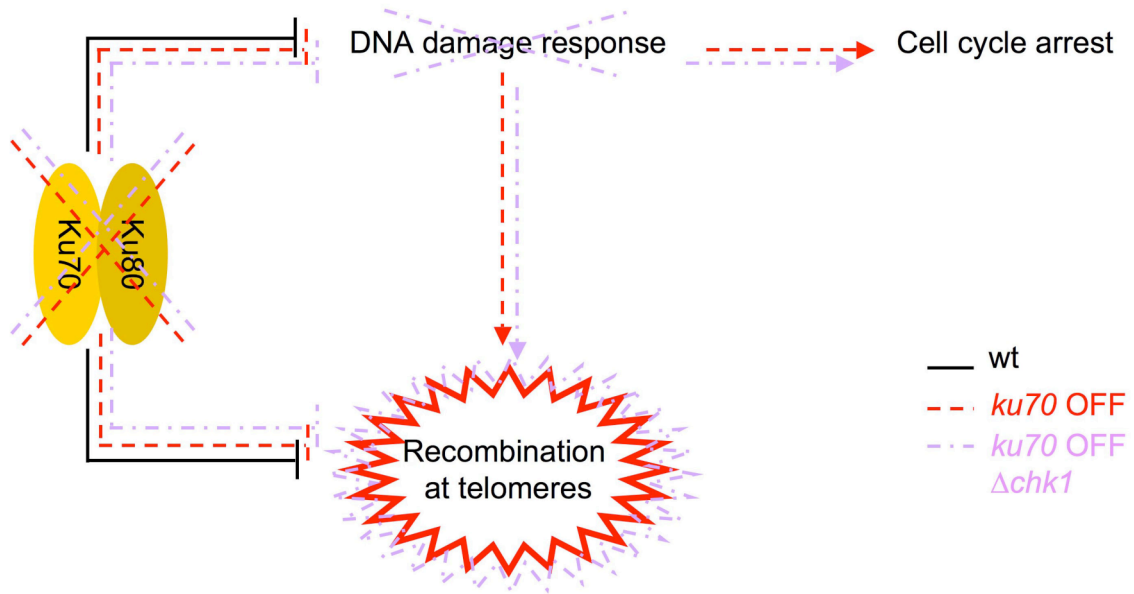 DNA damage response
Cell cycle arrest
Ku70
Ku80
Recombination
at telomeres
wt
ku70 OFF
ku70 OFF
Δchk1